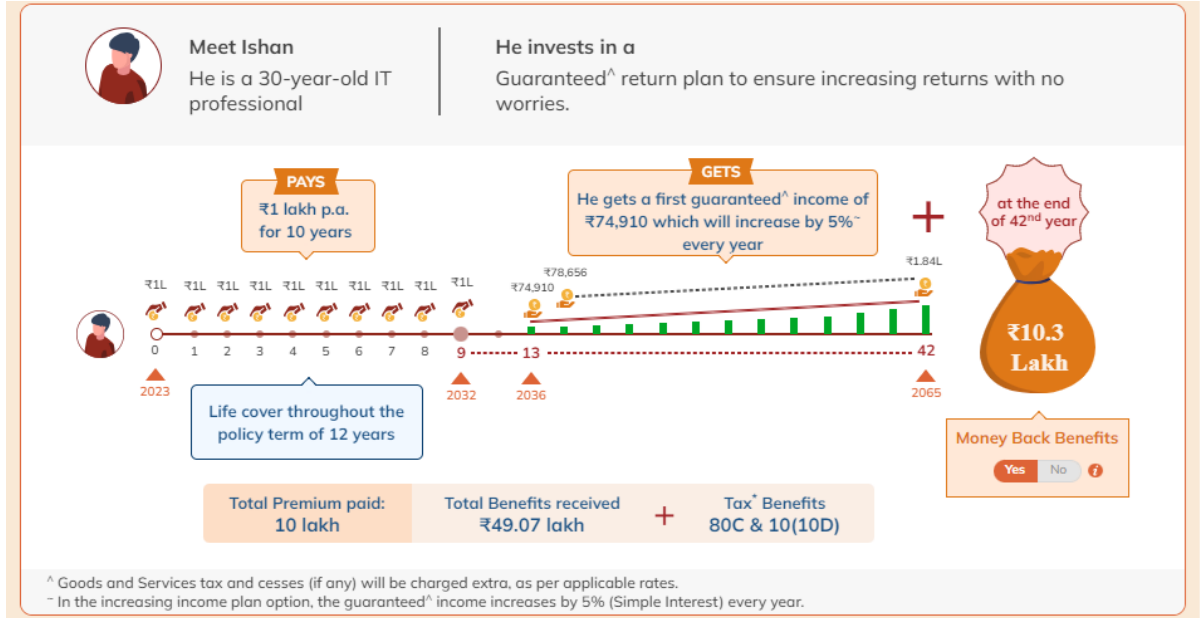 Meet Ishan
He is a 30-year-old IT
professional
He invests in a
Guaranteed^ return plan to ensure increasing returns with no
worries.
PAYS
₹1 lakh p.a.
for 10 years
GETS
He gets a first guaranteed^ income of
₹74,910 which will increase by 5%~
every year
+
at the end
of 42nd year
₹10.3
Lakh
₹1L ₹1L ₹1L ₹1L ₹1L ₹1L ₹1L ₹1L ₹1L ₹1L ₹74,910 ₹78,656 ₹1.84L
0 1 2 3 4 5 6 7 8 9 13 42
2023 2032 2036 2065
Life cover throughout the
policy term of 12 years
Money Back Benefits
Yes No i
Total Premium paid:
10 lakh
Total Benefits received
₹49.07 lakh
+
Tax* Benefits
80C & 10(10D)
^ Goods and Services tax and cesses (if any) will be charged extra, as per applicable rates.
~ In the increasing income plan option, the guaranteed^ income increases by 5% (Simple Interest) every year.